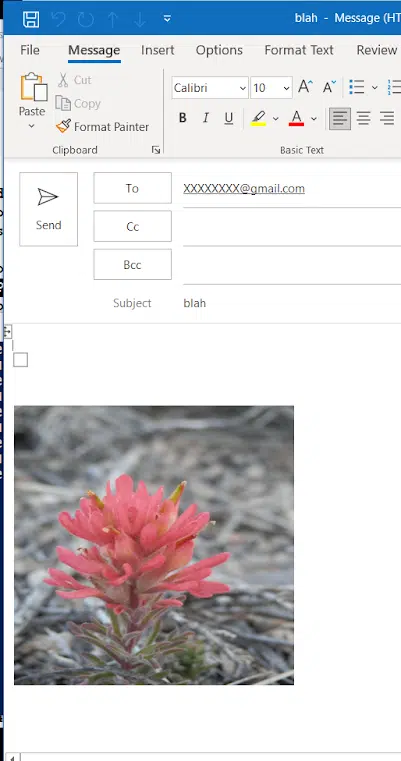 blah - Message (HT
File Message Insert Options Format Text Review
Paste
Cut
Copy
Format Painter
Calibri 10 A A
B I U A
Clipboard Basic Text
Send
To XXXXXXXX@gmail.com
Cc
Bcc
Subject blah